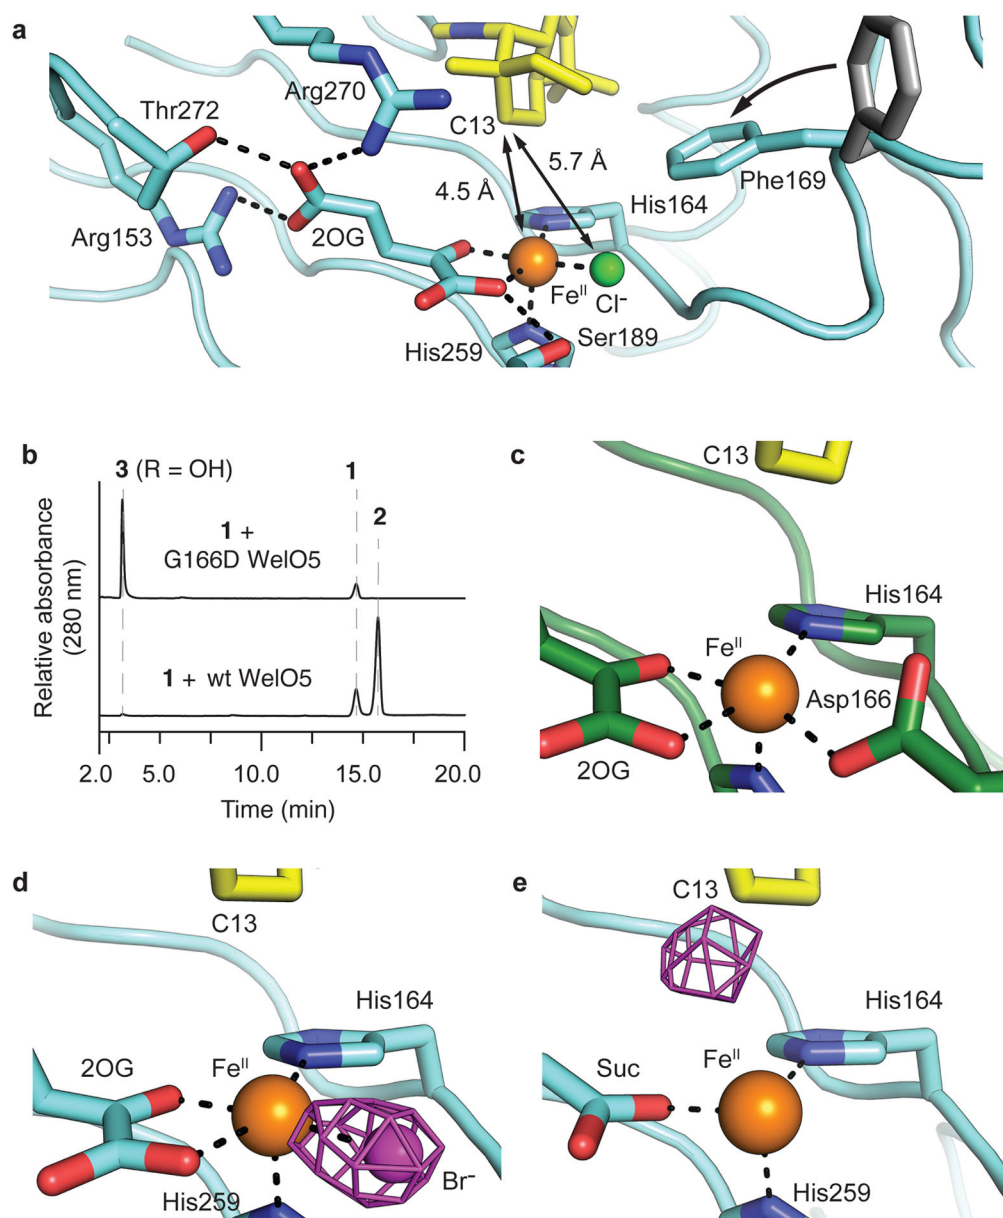 a
Arg270
Thr272
C13
5.7 Å
4.5 Å
Phe169
His164
Arg153
2OG
Fe^II
Cl⁻
Ser189
His259
b
3 (R = OH)
1
2
1 +
G166D WelO5
1 + wt WelO5
Relative absorbance
(280 nm)
2.0 5.0 10.0 15.0 20.0
Time (min)
c
C13
His164
Fe^II
Asp166
2OG
d
C13
His164
2OG
Fe^II
His259
Br⁻
e
C13
His164
Suc
Fe^II
His259